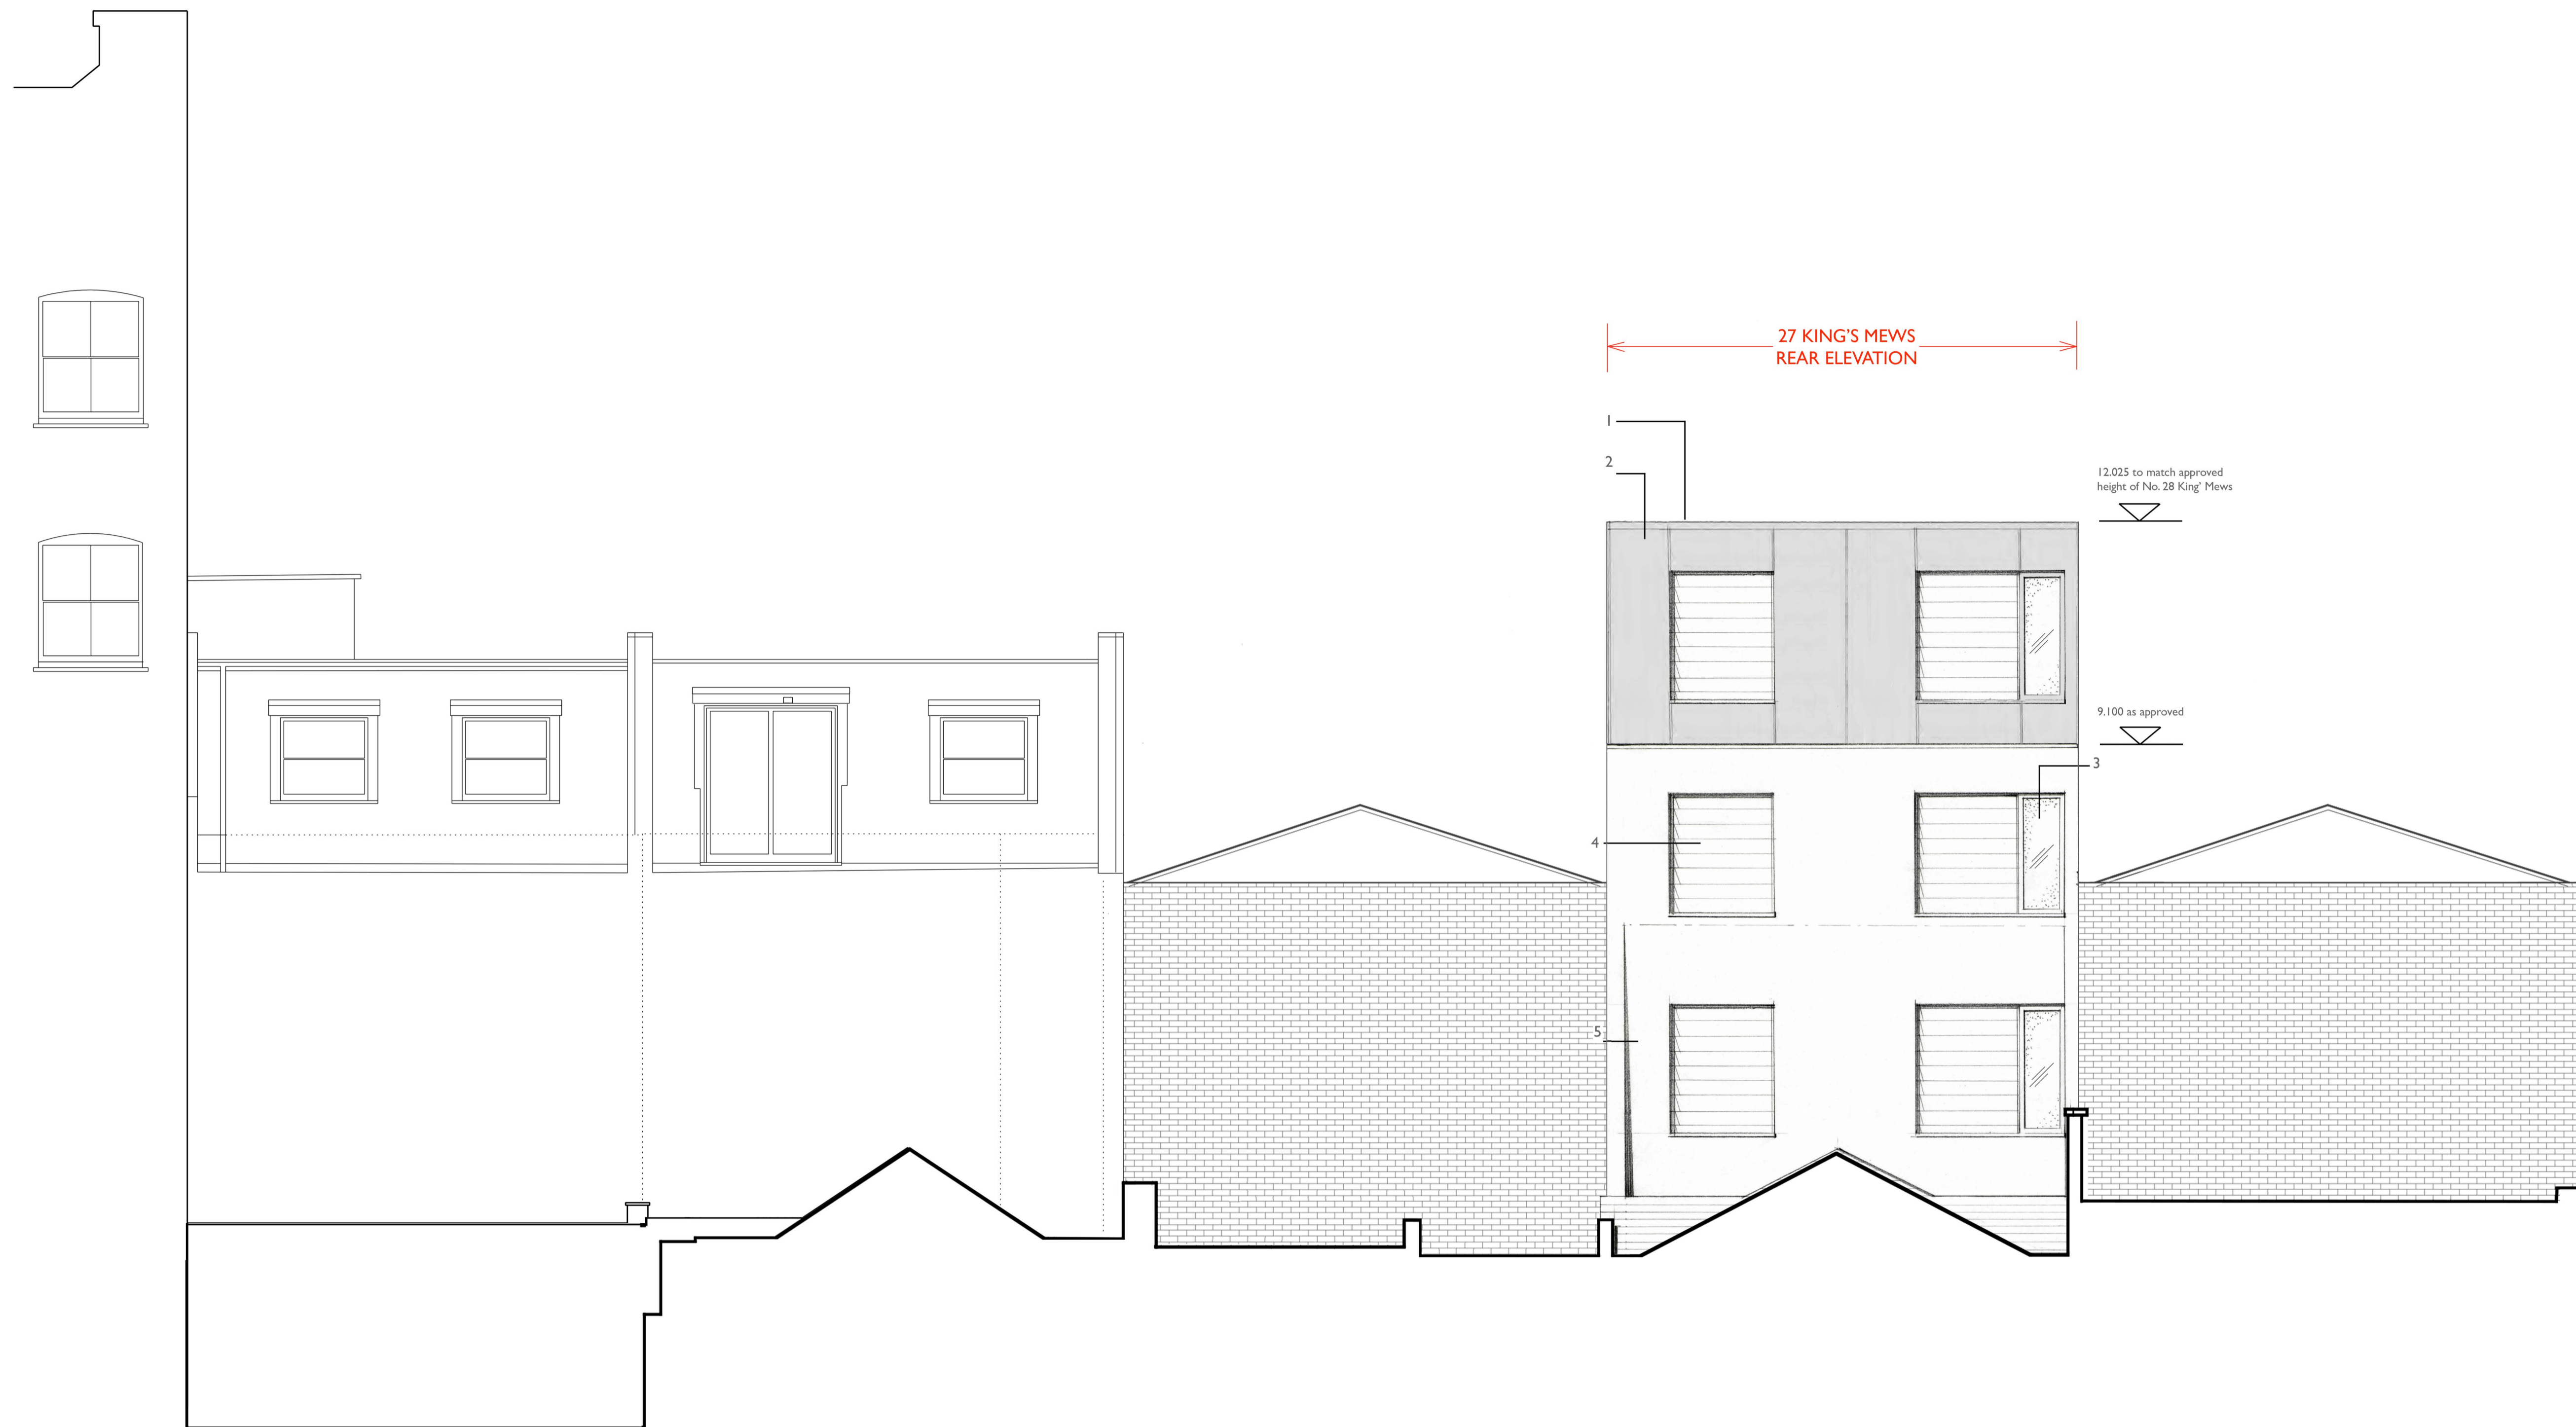 27 KING'S MEWS
REAR ELEVATION
1
2
12.025 to match approved
height of No. 28 King' Mews
9.100 as approved
3
4
5